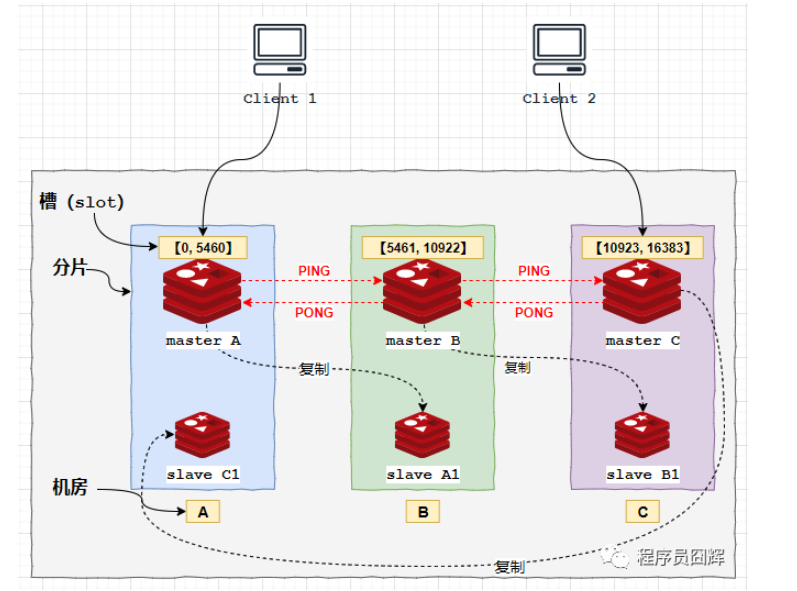 Client 1
Client 2
槽（slot）
【0, 5460】
【5461, 10922】
【10923, 16383】
分片
PING
PING
PONG
PONG
master A
master B
master C
复制
复制
slave C1
slave A1
slave B1
机房
A
B
C
复制
程序员囧辉